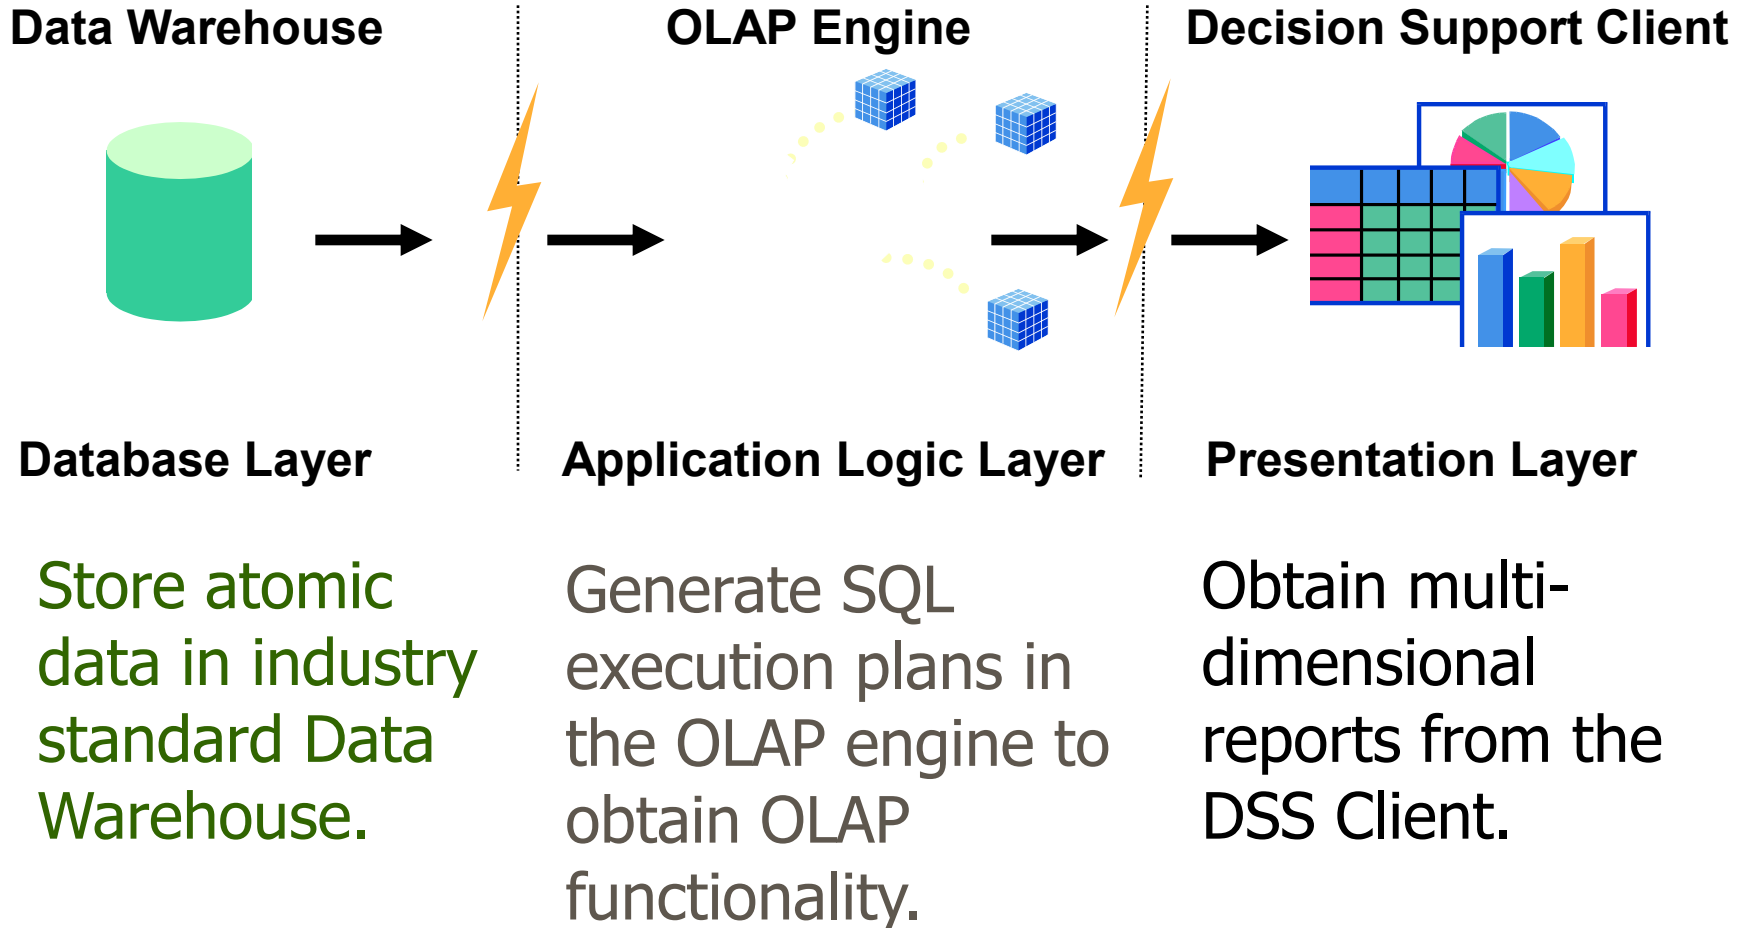 Data Warehouse
OLAP Engine
Decision Support Client
Database Layer
Application Logic Layer
Presentation Layer
Store atomic
data in industry
standard Data
Warehouse.
Generate SQL
execution plans in
the OLAP engine to
obtain OLAP
functionality.
Obtain multi-
dimensional
reports from the
DSS Client.